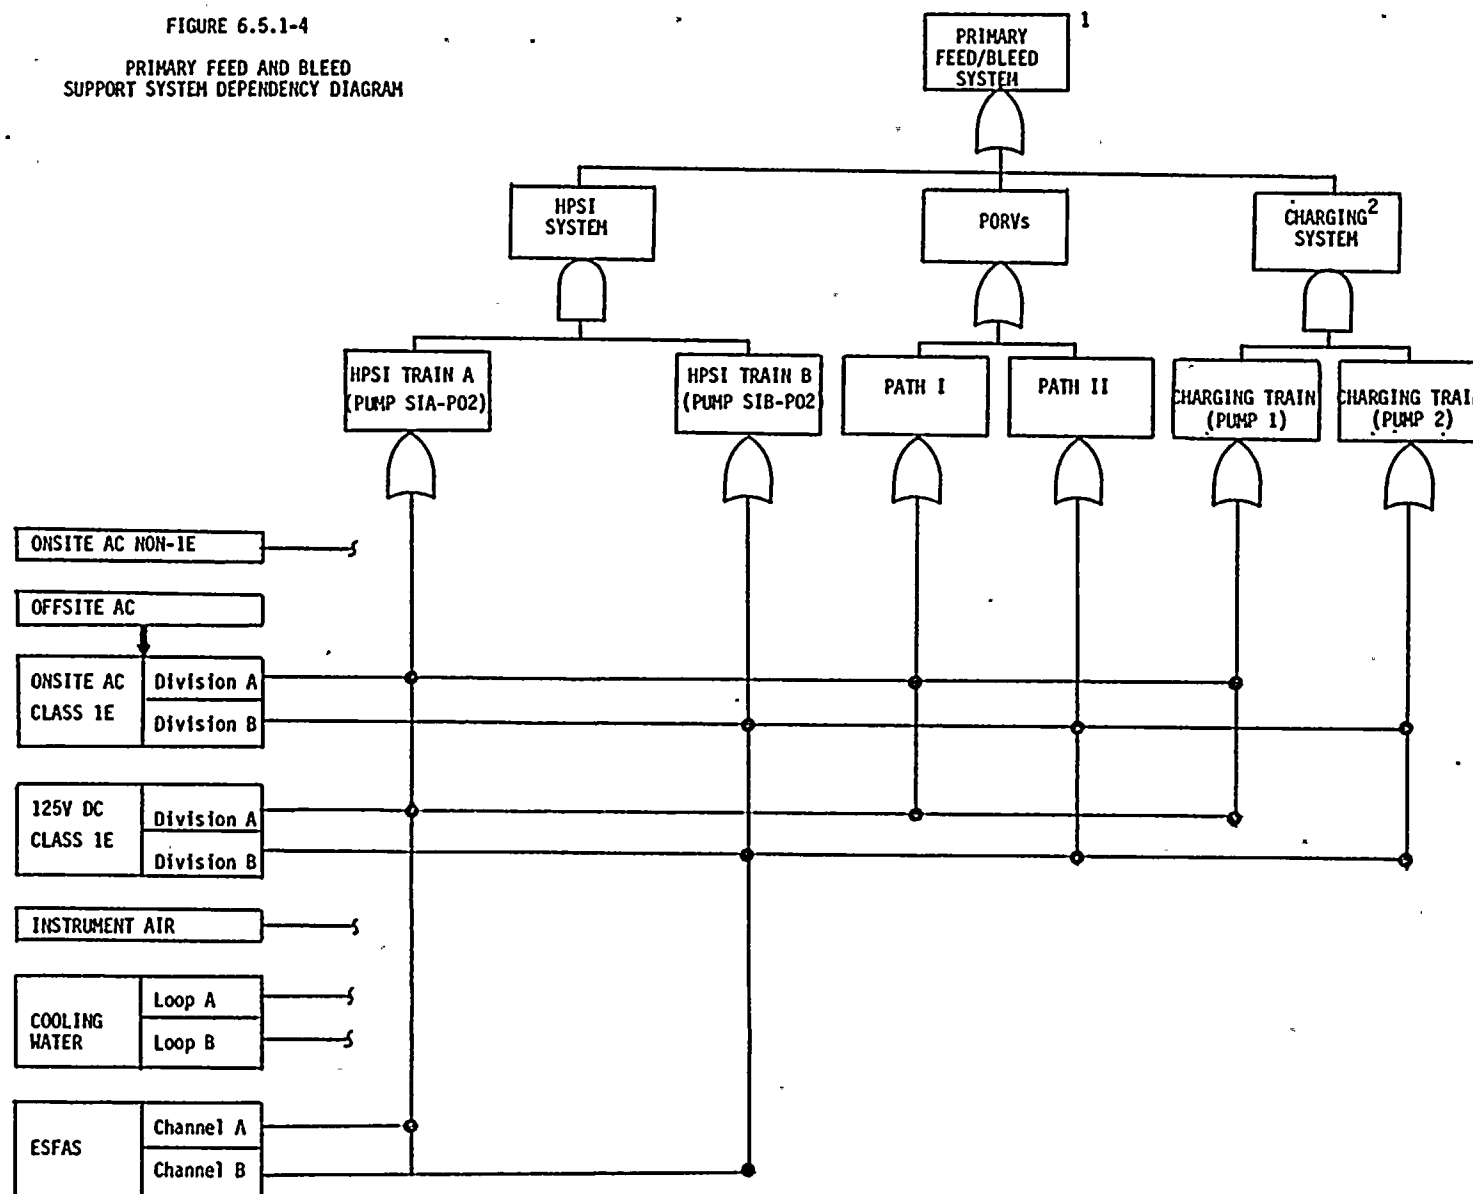 FIGURE 6.5.1-4
PRIMARY FEED AND BLEED
SUPPORT SYSTEM DEPENDENCY DIAGRAM
PRIMARY
FEED/BLEED
SYSTEM
1
HPSI
SYSTEM
PORVs
CHARGING2
SYSTEM
HPSI TRAIN A
(PUMP SIA-P02)
HPSI TRAIN B
(PUMP SIB-P02)
PATH I
PATH II
CHARGING TRAIN
(PUMP 1)
CHARGING TRAIN
(PUMP 2)
ONSITE AC NON-1E
OFFSITE AC
ONSITE AC
CLASS 1E
Division A
Division B
125V DC
CLASS 1E
Division A
Division B
INSTRUMENT AIR
COOLING
WATER
Loop A
Loop B
ESFAS
Channel A
Channel B